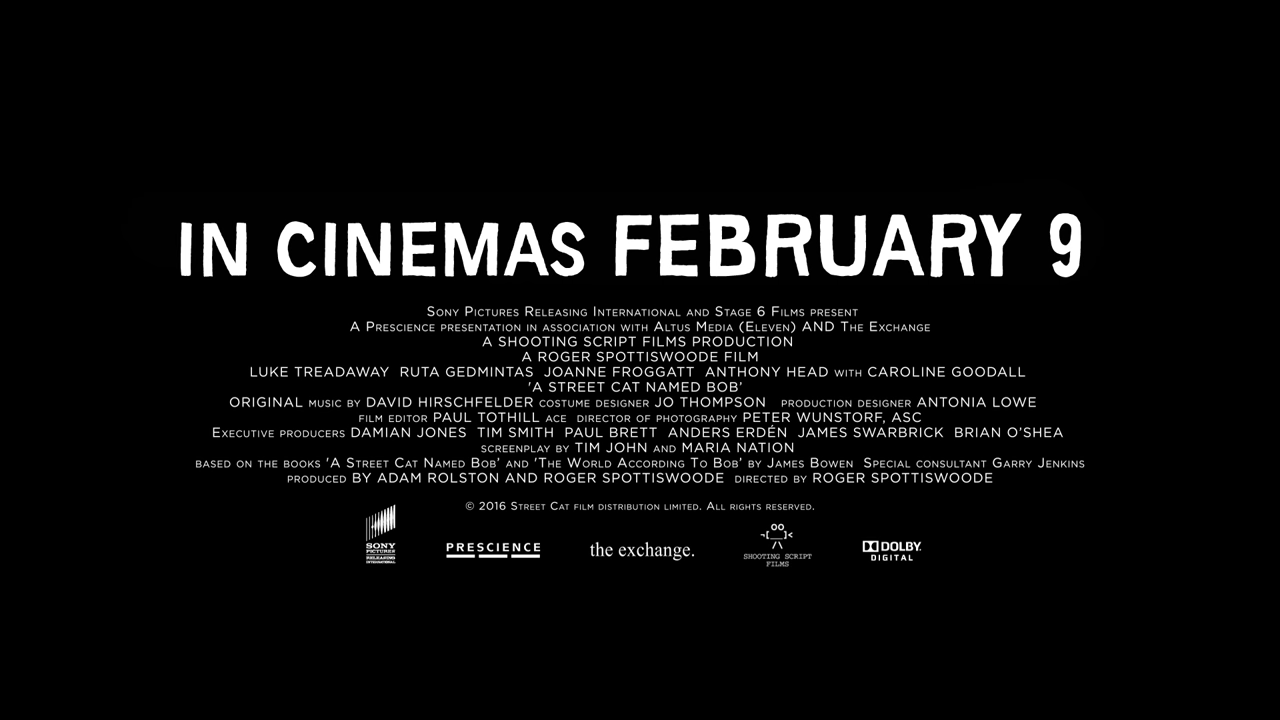 IN CINEMAS FEBRUARY 9
SONY PICTURES RELEASING INTERNATIONAL AND STAGE 6 FILMS PRESENT
A PRESCIENCE PRESENTATION IN ASSOCIATION WITH ALTUS MEDIA (ELEVEN) AND THE EXCHANGE
A SHOOTING SCRIPT FILMS PRODUCTION
A ROGER SPOTTISWOODE FILM
LUKE TREADAWAY RUTA GEDMINTAS JOANNE FROGGATT ANTHONY HEAD WITH CAROLINE GOODALL
'A STREET CAT NAMED BOB'
ORIGINAL MUSIC BY DAVID HIRSCHFELDER COSTUME DESIGNER JO THOMPSON PRODUCTION DESIGNER ANTONIA LOWE
FILM EDITOR PAUL TOTHILL ACE DIRECTOR OF PHOTOGRAPHY PETER WUNSTORF, ASC
EXECUTIVE PRODUCERS DAMIAN JONES TIM SMITH PAUL BRETT ANDERS ERDÉN JAMES SWARBRICK BRIAN O'SHEA
SCREENPLAY BY TIM JOHN AND MARIA NATION
BASED ON THE BOOKS 'A STREET CAT NAMED BOB' AND 'THE WORLD ACCORDING TO BOB' BY JAMES BOWEN SPECIAL CONSULTANT GARRY JENKINS
PRODUCED BY ADAM ROLSTON AND ROGER SPOTTISWOODE DIRECTED BY ROGER SPOTTISWOODE
© 2016 STREET CAT FILM DISTRIBUTION LIMITED. ALL RIGHTS RESERVED.
SONY
PICTURES
RELEASING
INTERNATIONAL
PRESCIENCE
the exchange.
SHOOTING SCRIPT
FILMS
DOLBY
DIGITAL